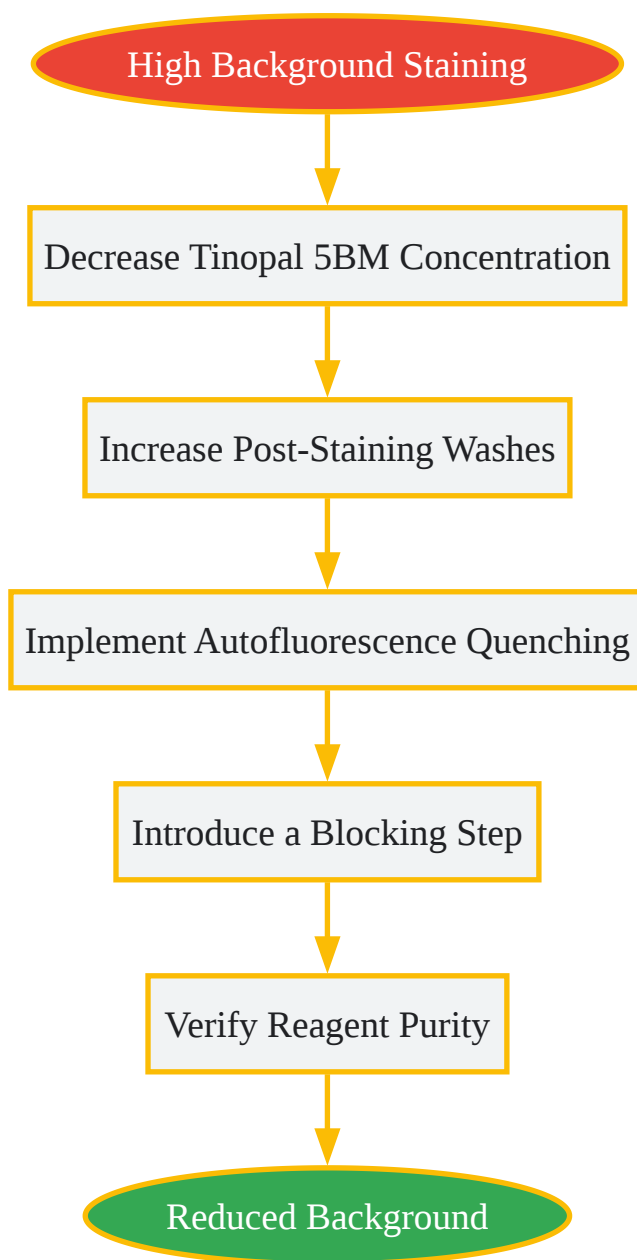 High Background Staining
Decrease Tinopal 5BM Concentration
Increase Post-Staining Washes
Implement Autofluorescence Quenching
Introduce a Blocking Step
Verify Reagent Purity
Reduced Background